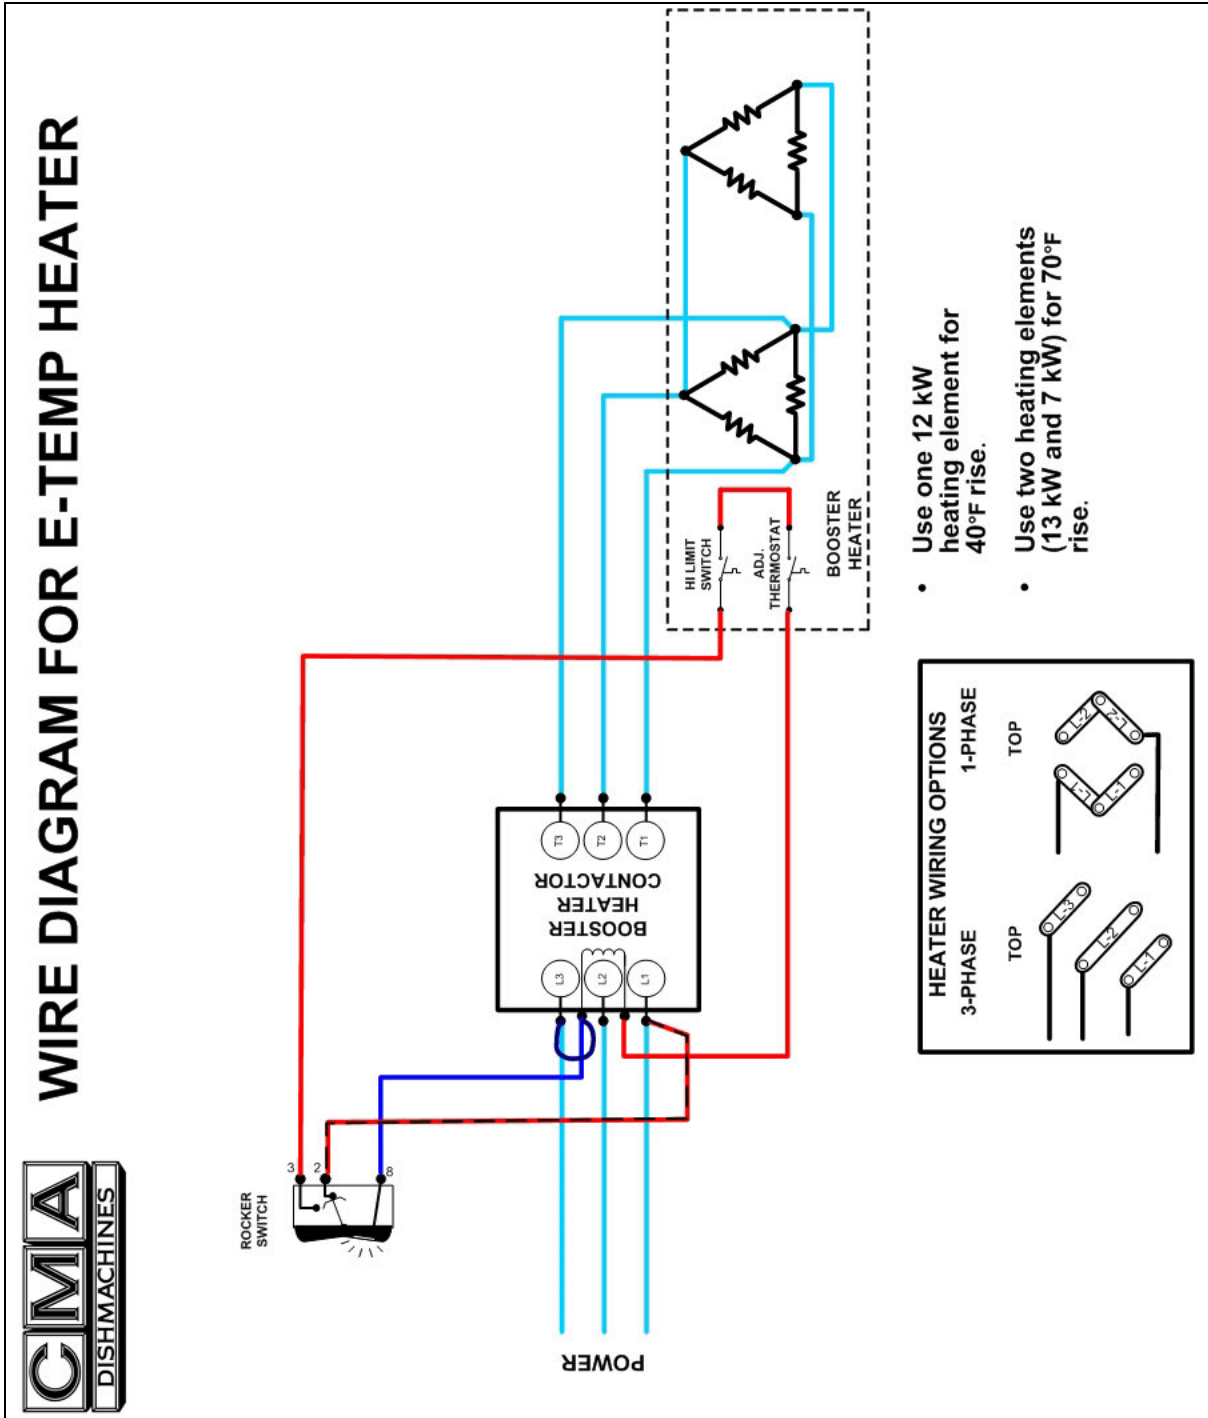 CMA
DISHMACHINES
WIRE DIAGRAM FOR E-TEMP HEATER
ROCKER
SWITCH
3
2
8
POWER
L3
L2
L1
BOOSTER
HEATER
CONTACTOR
T3
T2
T1
HI LIMIT
SWITCH
ADJ.
THERMOSTAT
BOOSTER
HEATER
HEATER WIRING OPTIONS
3-PHASE
1-PHASE
TOP
TOP
L-3
L-2
L-1
L-1
L-1
L-2
L-2
• Use one 12 kW
heating element for
40°F rise.
• Use two heating elements
(13 kW and 7 kW) for 70°F
rise.